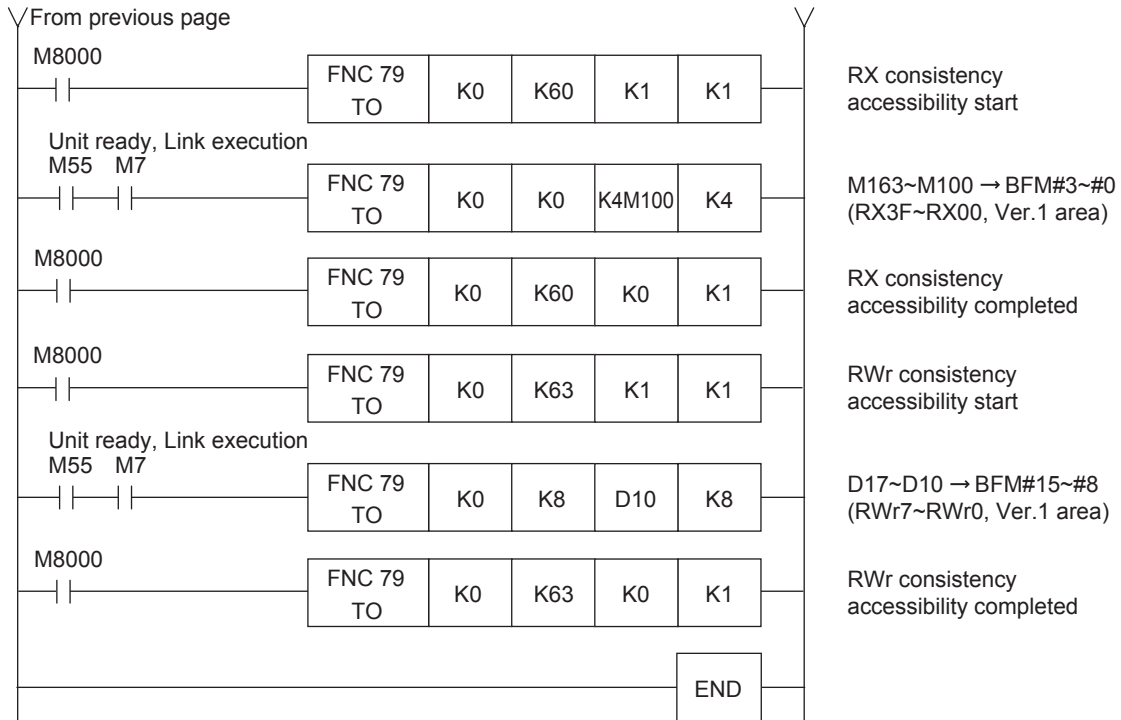 From previous page
M8000
FNC 79
TO
K0
K60
K1
K1
RX consistency
accessibility start
Unit ready, Link execution
M55 M7
FNC 79
TO
K0
K0
K4M100
K4
M163~M100 → BFM#3~#0
(RX3F~RX00, Ver.1 area)
M8000
FNC 79
TO
K0
K60
K0
K1
RX consistency
accessibility completed
M8000
FNC 79
TO
K0
K63
K1
K1
RWr consistency
accessibility start
Unit ready, Link execution
M55 M7
FNC 79
TO
K0
K8
D10
K8
D17~D10 → BFM#15~#8
(RWr7~RWr0, Ver.1 area)
M8000
FNC 79
TO
K0
K63
K0
K1
RWr consistency
accessibility completed
END